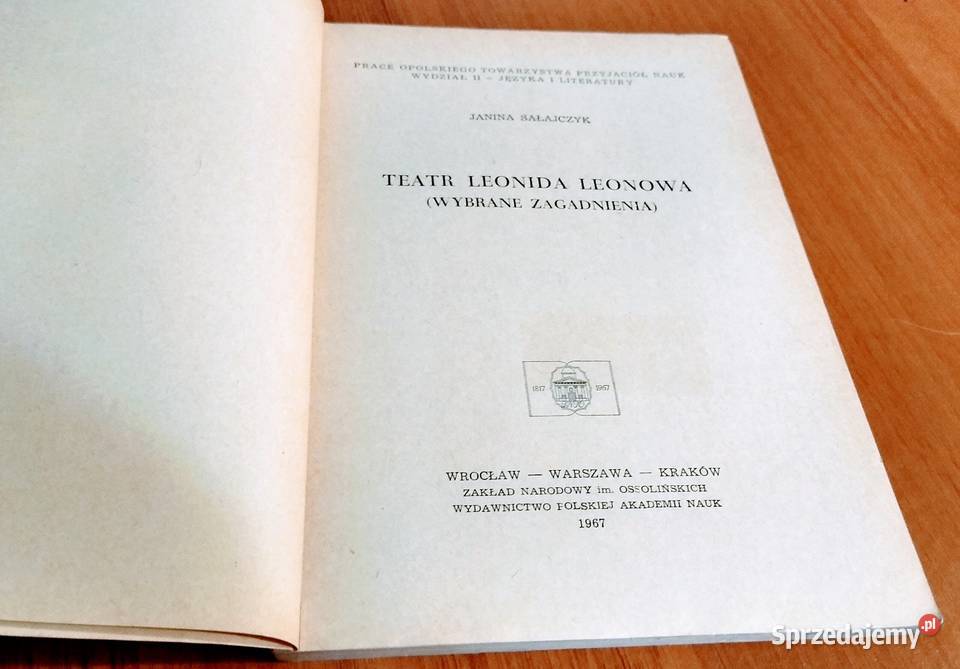 PRACE OPOLSKIEGO TOWARZYSTWA PRZYJACIÓŁ NAUK
WYDZIAŁ II – JĘZYKA I LITERATURY
JANINA SAŁAJCZYK
TEATR LEONIDA LEONOWA
(WYBRANE ZAGADNIENIA)
1817 1967
WROCŁAW — WARSZAWA — KRAKÓW
ZAKŁAD NARODOWY im. OSSOLIŃSKICH
WYDAWNICTWO POLSKIEJ AKADEMII NAUK
1967
Sprzedajemy.pl